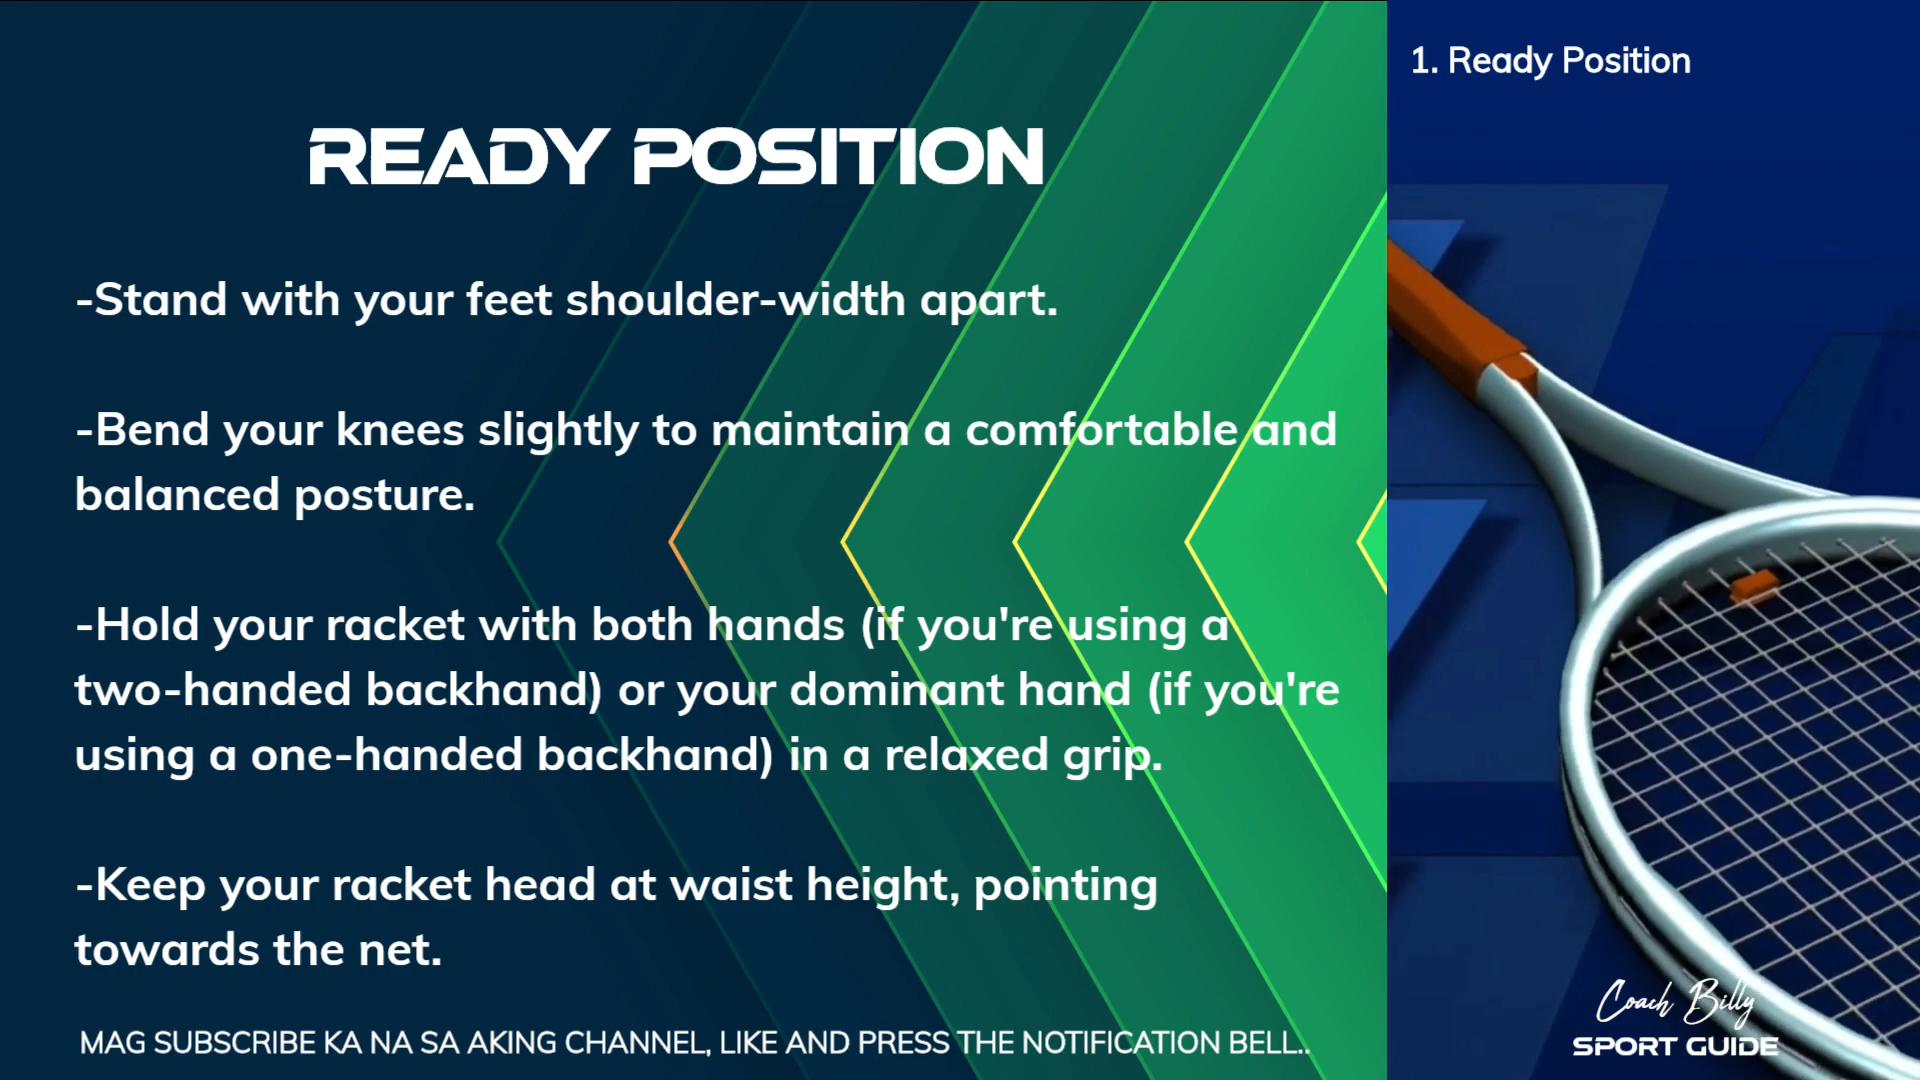 READY POSITION
-Stand with your feet shoulder-width apart.
-Bend your knees slightly to maintain a comfortable and
balanced posture.
-Hold your racket with both hands (if you're using a
two-handed backhand) or your dominant hand (if you're
using a one-handed backhand) in a relaxed grip.
-Keep your racket head at waist height, pointing
towards the net.
MAG SUBSCRIBE KA NA SA AKING CHANNEL, LIKE AND PRESS THE NOTIFICATION BELL..
1. Ready Position
Coach Billy
SPORT GUIDE